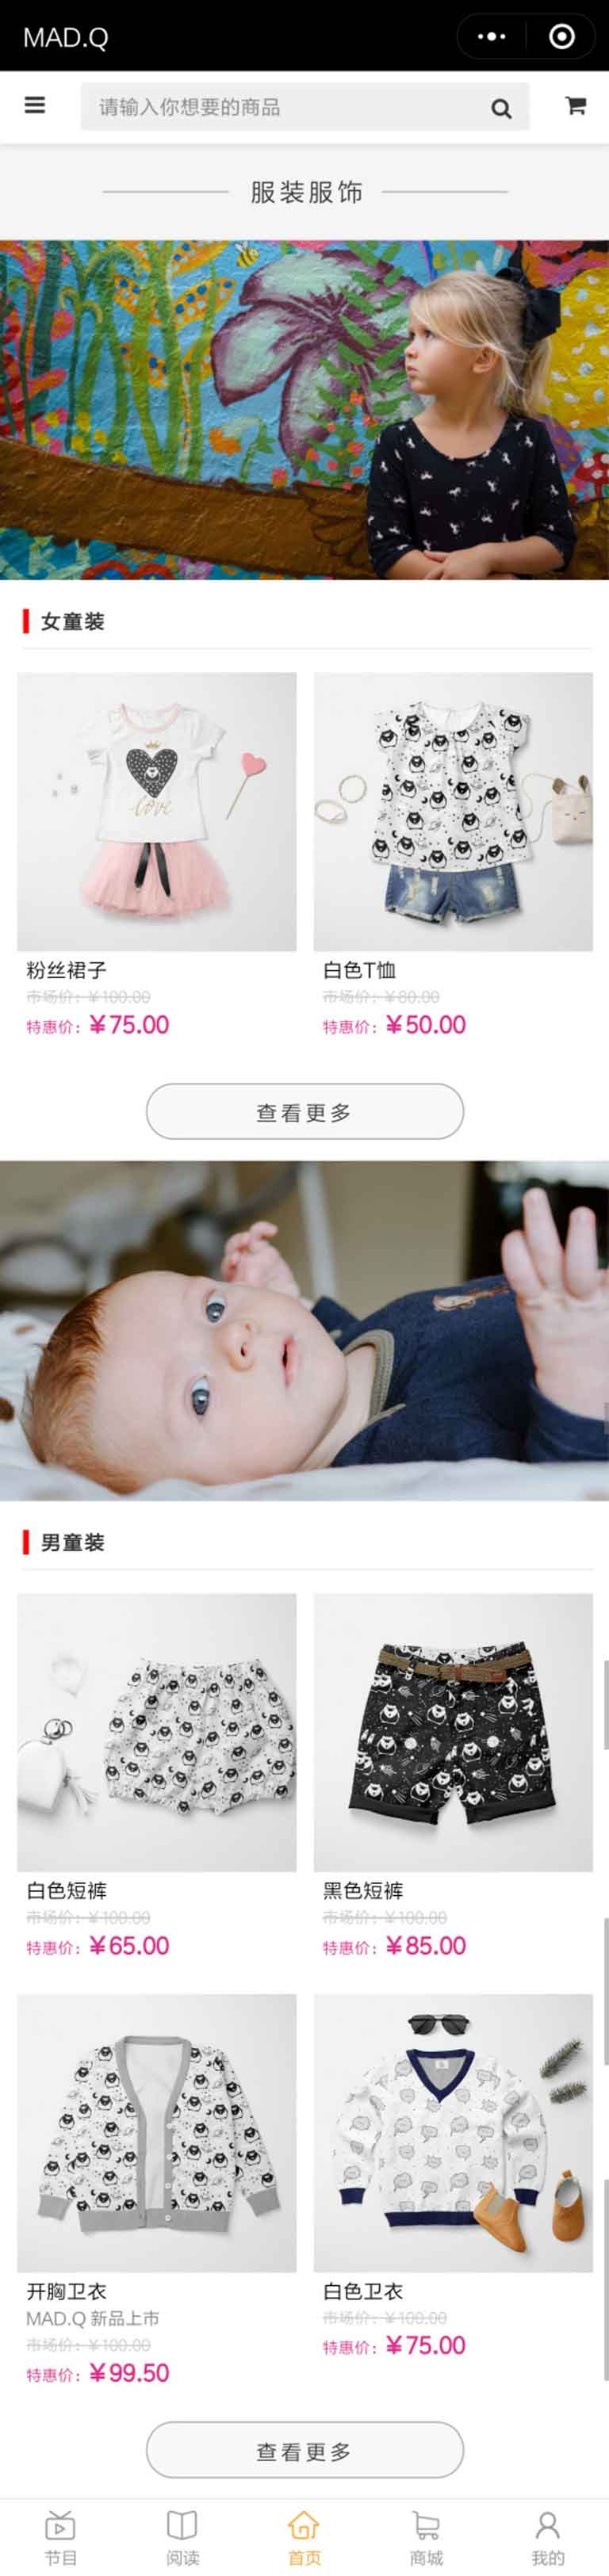 MAD.Q
请输入你想要的商品
服装服饰
女童装
love
粉丝裙子
市场价：￥100.00
特惠价：￥75.00
白色T恤
市场价：￥80.00
特惠价：￥50.00
查看更多
男童装
白色短裤
市场价：￥100.00
特惠价：￥65.00
黑色短裤
市场价：￥100.00
特惠价：￥85.00
开胸卫衣
MAD.Q 新品上市
市场价：￥100.00
特惠价：￥99.50
白色卫衣
市场价：￥100.00
特惠价：￥75.00
查看更多
节目
阅读
首页
商城
我的